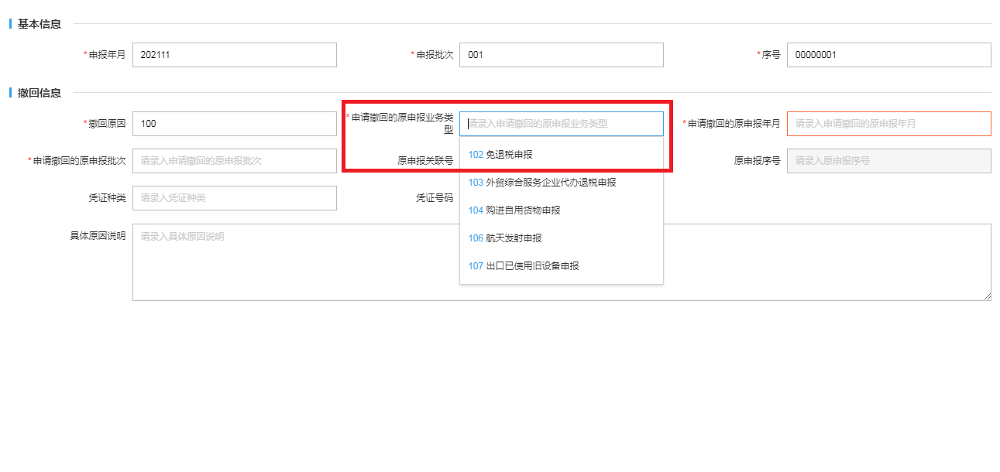 基本信息
*申报年月
202111
*申报批次
001
*序号
00000001
撤回信息
*撤回原因
100
*申请撤回的原申报业务类
型
请录入申请撤回的原申报业务类型
*申请撤回的原申报年月
请录入申请撤回的原申报年月
*申请撤回的原申报批次
请录入申请撤回的原申报批次
原申报关联号
102 免退税申报
原申报序号
请录入原申报序号
103 外贸综合服务企业代办退税申报
凭证种类
请录入凭证种类
凭证号码
104 购进自用货物申报
具体原因说明
请录入具体原因说明
106 航天发射申报
107 出口已使用旧设备申报